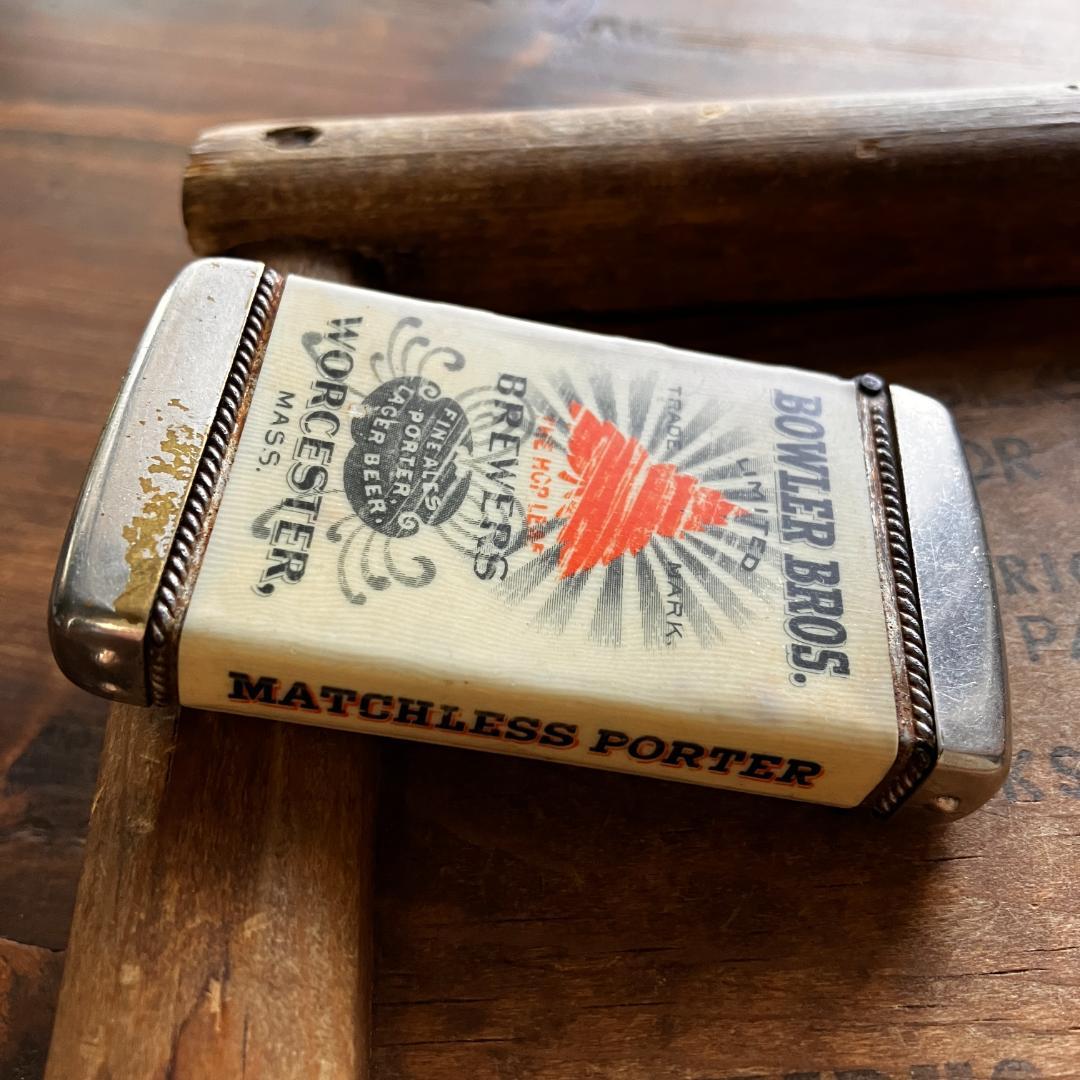 BOWLER BROS.
LIMITED
TRADE MARK.
THE HOP LEAF
BREWERS
FINE ALES
PORTER &
LAGER BEER.
WORCESTER,
MASS.
MATCHLESS PORTER